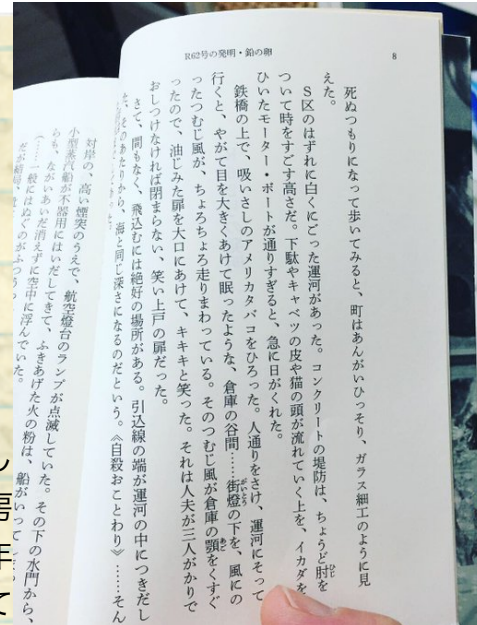 R62号の発明・鉛の卵
8
死ぬつもりになって歩いてみると、町はあんがいひっそり、ガラス細工のように見
えた。
S区のはずれに白くにごった運河があった。コンクリートの堤防は、ちょうど肘を
ついて時をすごす高さだ。下駄やキャベツの皮や猫の頭が流れていく上を、イカダを
ひいたモーター・ボートが通りすぎると、急に日がくれた。
鉄橋の上で、吸いさしのアメリカタバコをひろった。人通りをさけ、運河にそって
行くと、やがて目を大きくあけて眠ったような、倉庫の谷間……街燈の下を、風にの
ったつむじ風が、ちょろちょろ走りまわっている。そのつむじ風が倉庫の顎をくすぐ
ったので、油じみた扉を大口にあけて、キキキと笑った。それは人夫が三人がかりで
おしつけなければ閉まらない、笑い上戸の扉だった。
さて、間もなく、飛込むには絶好の場所がある。引込線の端が運河の中につきだし
そのあたりから、海と同じ深さになるのだという。《自殺おことわり》……そん
対岸の、高い煙突のうえで、航空燈台のランプが点滅していた。その下の水門から、
小型蒸汽船が不器用にはいだしてきて、ふきあげた火の粉は、船がいって
らも、ながいあいだ消えずに空中に浮んでいた。
(……一般にはぬぐのがふつう
だが結局
年
て